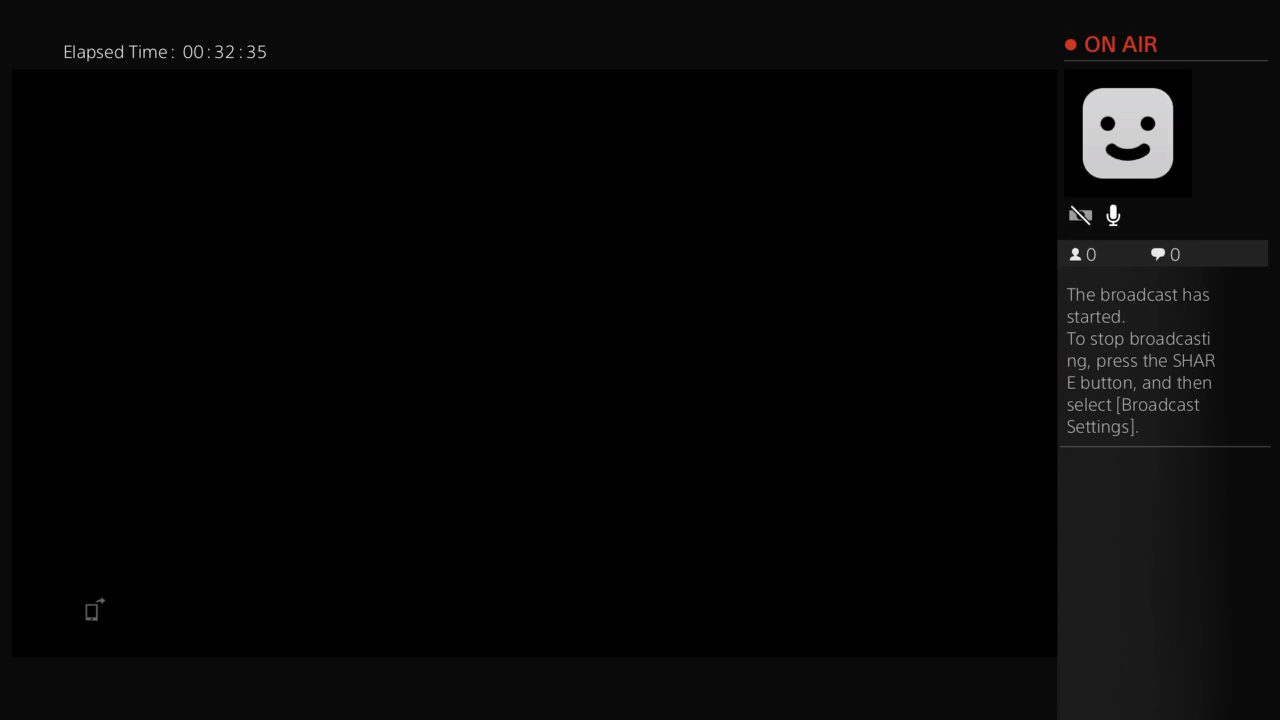 Elapsed Time: 00:32:35
ON AIR
0 0
The broadcast has
started.
To stop broadcasti
ng, press the SHAR
E button, and then
select [Broadcast
Settings].